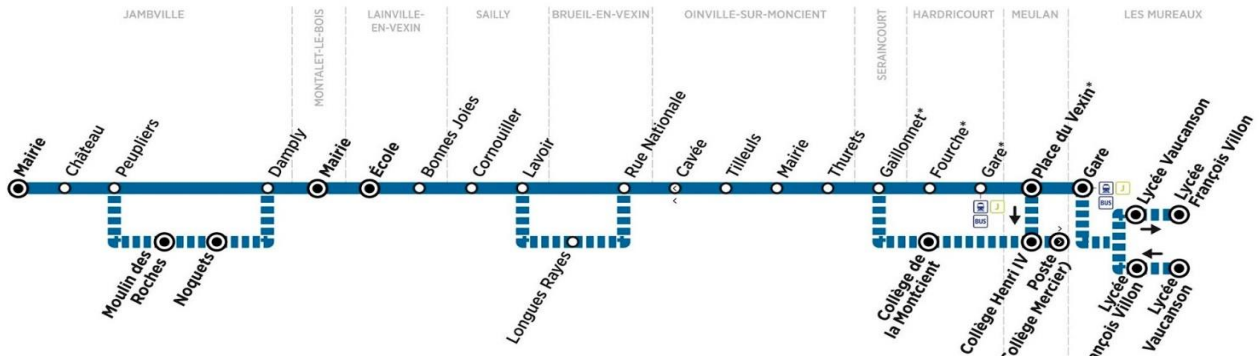 JAMBVILLE
MONTALET-LE-BOIS
LAINVILLE-
EN-VEXIN
SAILLY
BRUEIL-EN-VEXIN
OINVILLE-SUR-MONCIENT
SERAINCOURT
HARDRICOURT
MEULAN
LES MUREAUX
Mairie
Château
Peupliers
Damply
Mairie
École
Bonnes Joies
Cornouiller
Lavoir
Rue Nationale
Cavée
Tilleuls
Mairie
Thurets
Gaillonnet*
Fourche*
Gare*
Place du Vexin*
Gare
Lycée Vaucanson
Lycée
François Villon
J
BUS
J
BUS
Moulin des
Roches
Noquets
Longues Rayes
Collège de
la Montcient
Collège Henri IV
Poste
Collège Mercier)
Lycée
François Villon
Lycée
Vaucanson